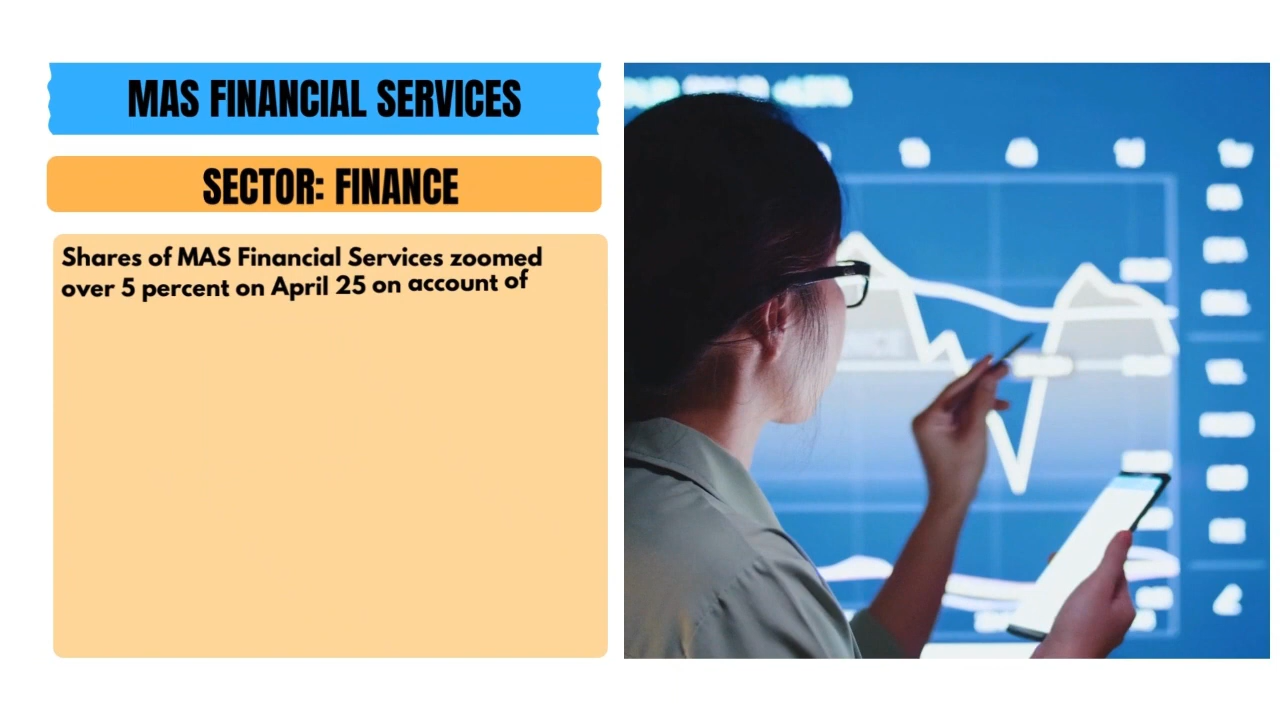 MAS FINANCIAL SERVICES
SECTOR: FINANCE
Shares of MAS Financial Services zoomed
over 5 percent on April 25 on account of